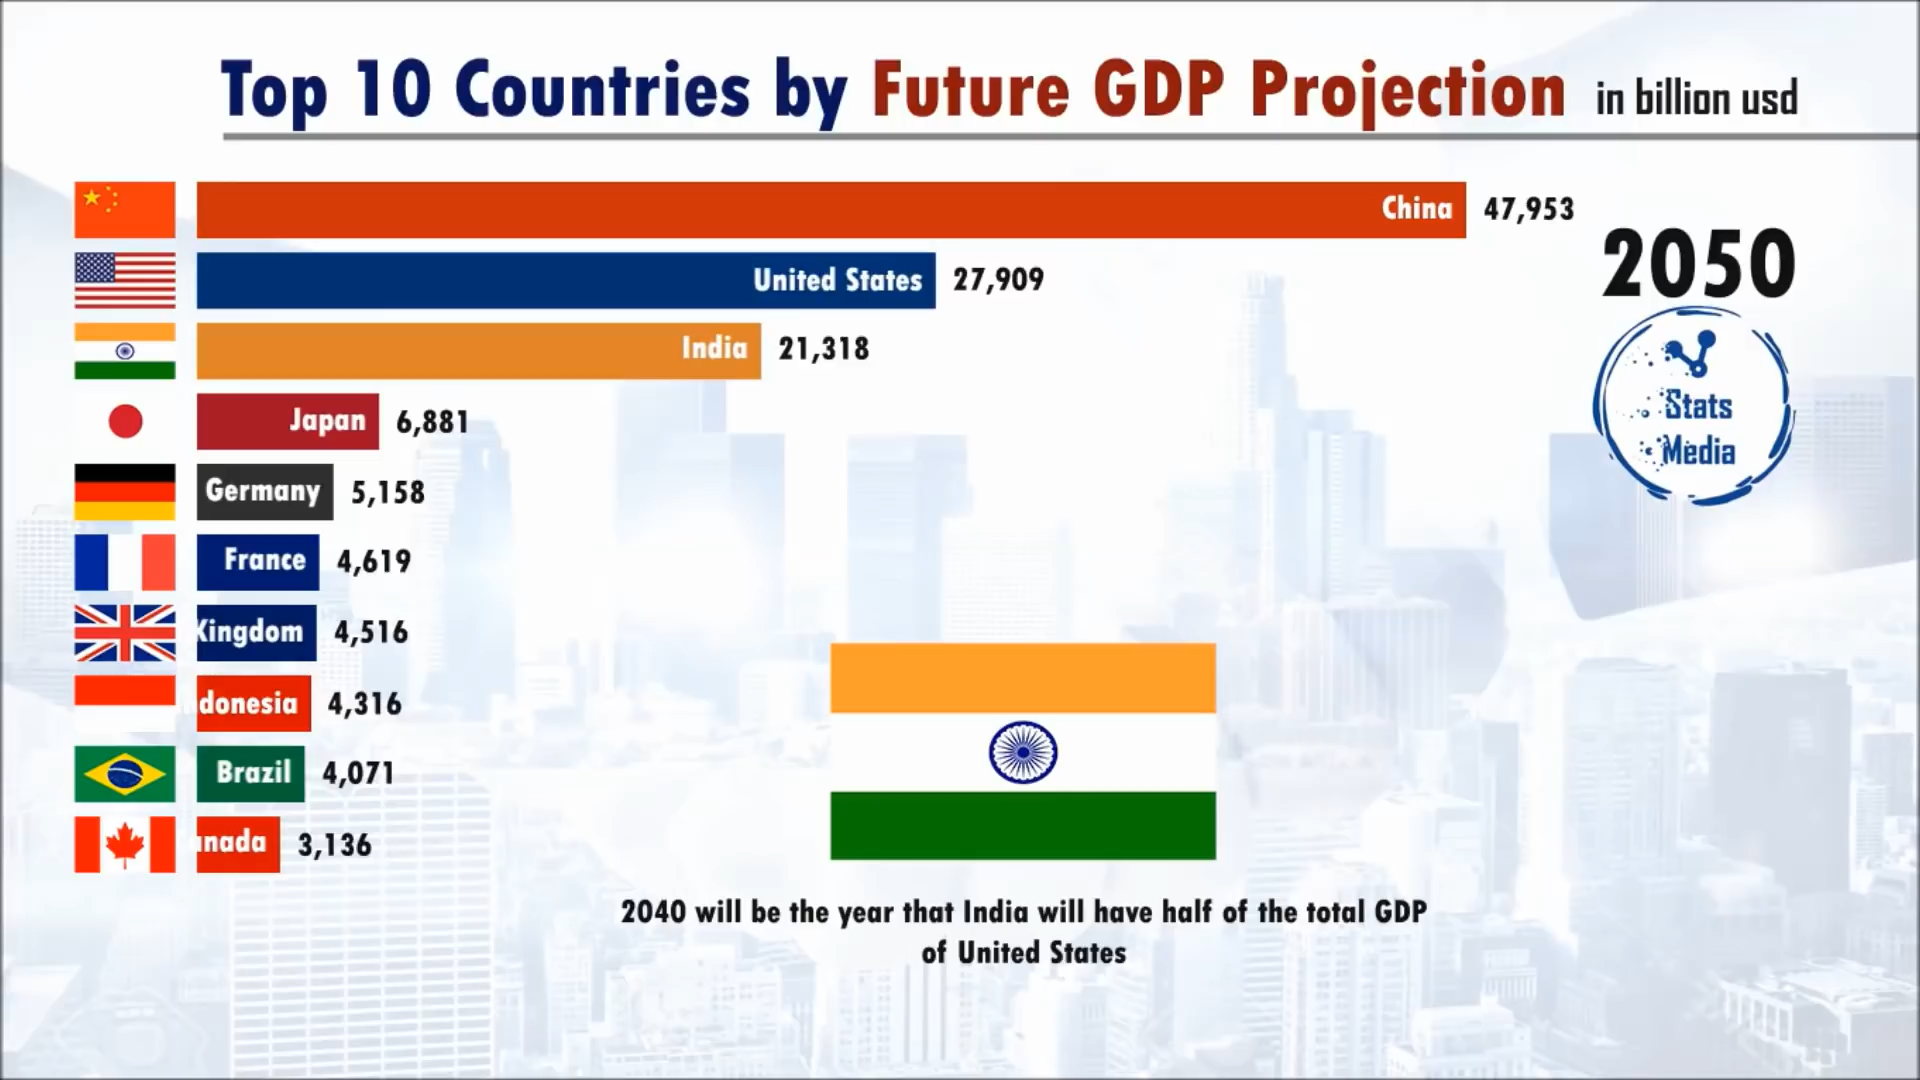 Top 10 Countries by Future GDP Projection in billion usd
China 47,953
2050
United States 27,909
India 21,318
Stats
Media
Japan 6,881
Germany 5,158
France 4,619
Kingdom 4,516
donesia 4,316
Brazil 4,071
anada 3,136
2040 will be the year that India will have half of the total GDP
of United States